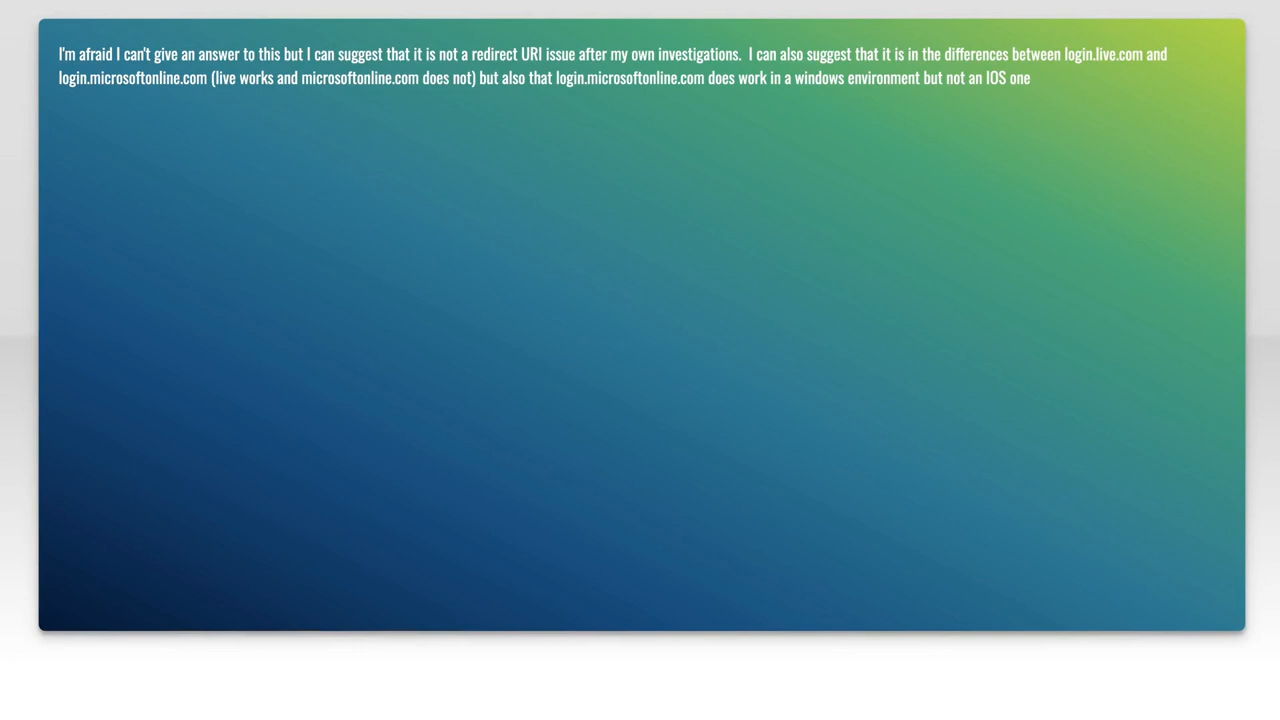 I'm afraid I can't give an answer to this but I can suggest that it is not a redirect URI issue after my own investigations.  I can also suggest that it is in the differences between login.live.com and
login.microsoftonline.com (live works and microsoftonline.com does not) but also that login.microsoftonline.com does work in a windows environment but not an IOS one